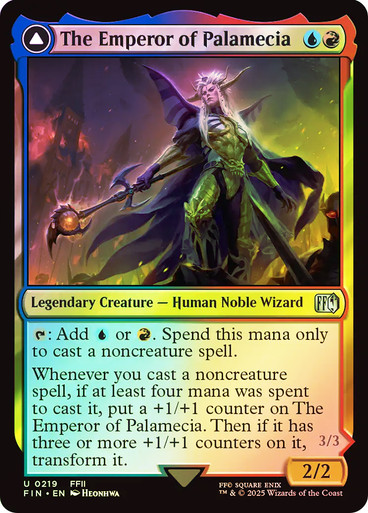 The Emperor of Palamecia
Legendary Creature — Human Noble Wizard
FFII
: Add or . Spend this mana only
to cast a noncreature spell.
Whenever you cast a noncreature
spell, if at least four mana was spent
to cast it, put a +1/+1 counter on The
Emperor of Palamecia. Then if it has
three or more +1/+1 counters on it,
transform it.
3/3
2/2
U 0219 FFII
FIN • EN Heonhwa
FFII © SQUARE ENIX
™ & © 2025 Wizards of the Coast